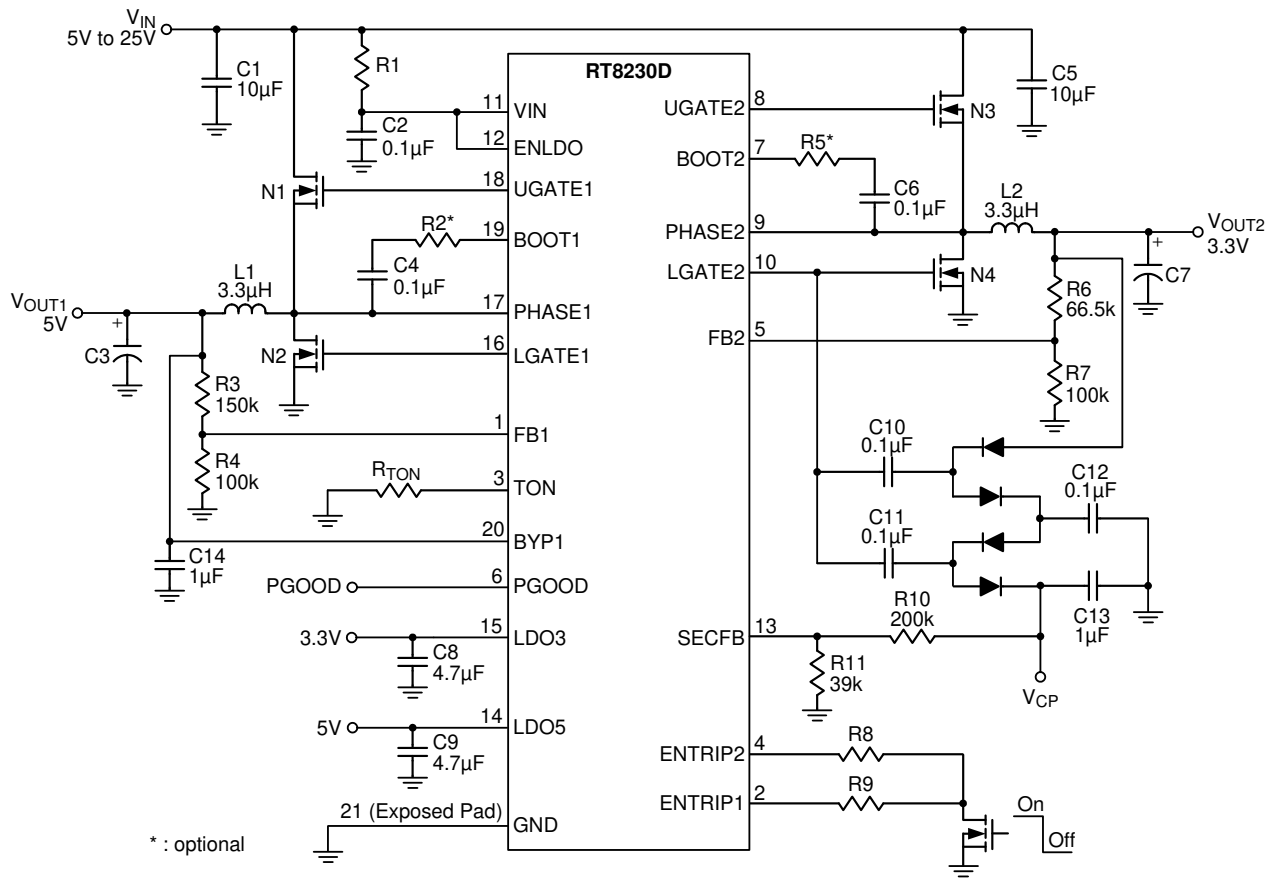 VIN
5V to 25V
C1
10µF
R1
C2
0.1µF
RT8230D
11
VIN
12
ENLDO
N1
18
UGATE1
R2*
19
BOOT1
C4
0.1µF
L1
3.3µH
VOUT1
5V
17
PHASE1
C3
N2
16
LGATE1
R3
150k
1
FB1
R4
100k
RTON
3
TON
20
BYP1
C14
1µF
PGOOD
6
PGOOD
3.3V
15
LDO3
C8
4.7µF
5V
14
LDO5
C9
4.7µF
21 (Exposed Pad)
GND
* : optional
UGATE2
8
N3
C5
10µF
BOOT2
7
R5*
C6
0.1µF
L2
3.3µH
PHASE2
9
VOUT2
3.3V
LGATE2
10
N4
C7
R6
66.5k
FB2
5
R7
100k
C10
0.1µF
C12
0.1µF
C11
0.1µF
C13
1µF
R10
200k
SECFB
13
R11
39k
VCP
ENTRIP2
4
R8
ENTRIP1
2
R9
On
Off